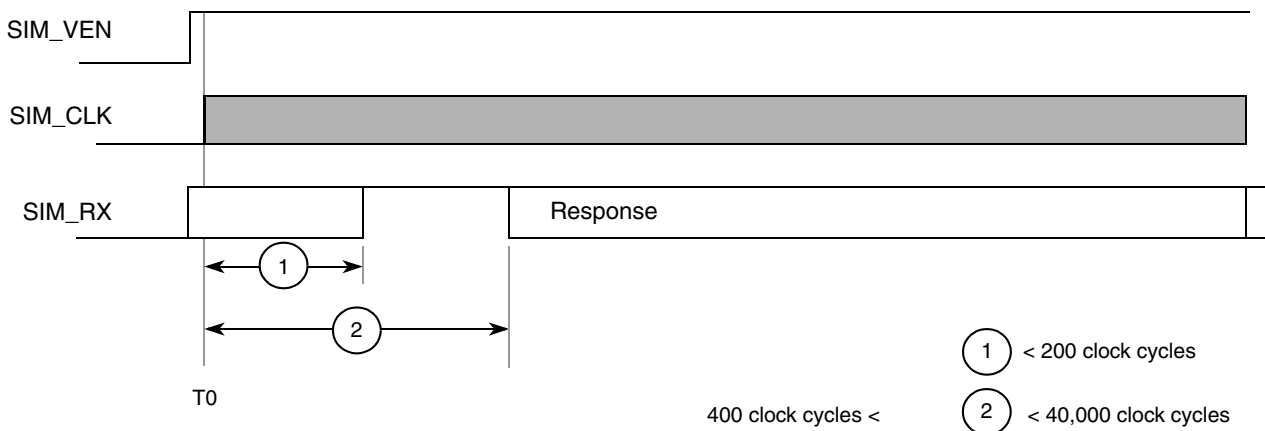 SIM_VEN
SIM_CLK
SIM_RX
Response
1
2
T0
1 < 200 clock cycles
400 clock cycles < 2 < 40,000 clock cycles